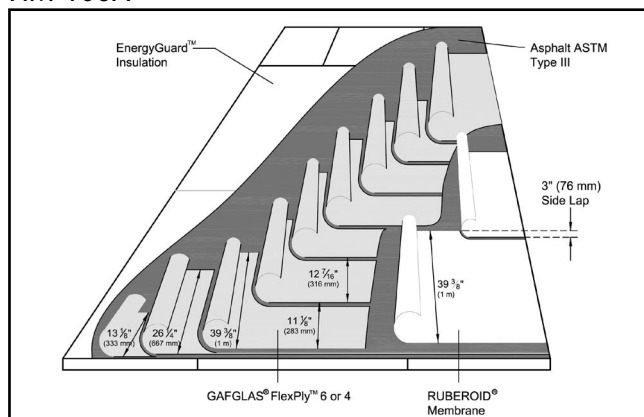 EnergyGuard™
Insulation
Asphalt ASTM
Type III
3" (76 mm)
Side Lap
39 3/8"
(1 m)
12 7/16"
(316 mm)
11 1/8"
(283 mm)
13 1/8"
(333 mm)
26 1/4"
(667 mm)
39 3/8"
(1 m)
GAFGLAS® FlexPly™ 6 or 4
RUBEROID®
Membrane